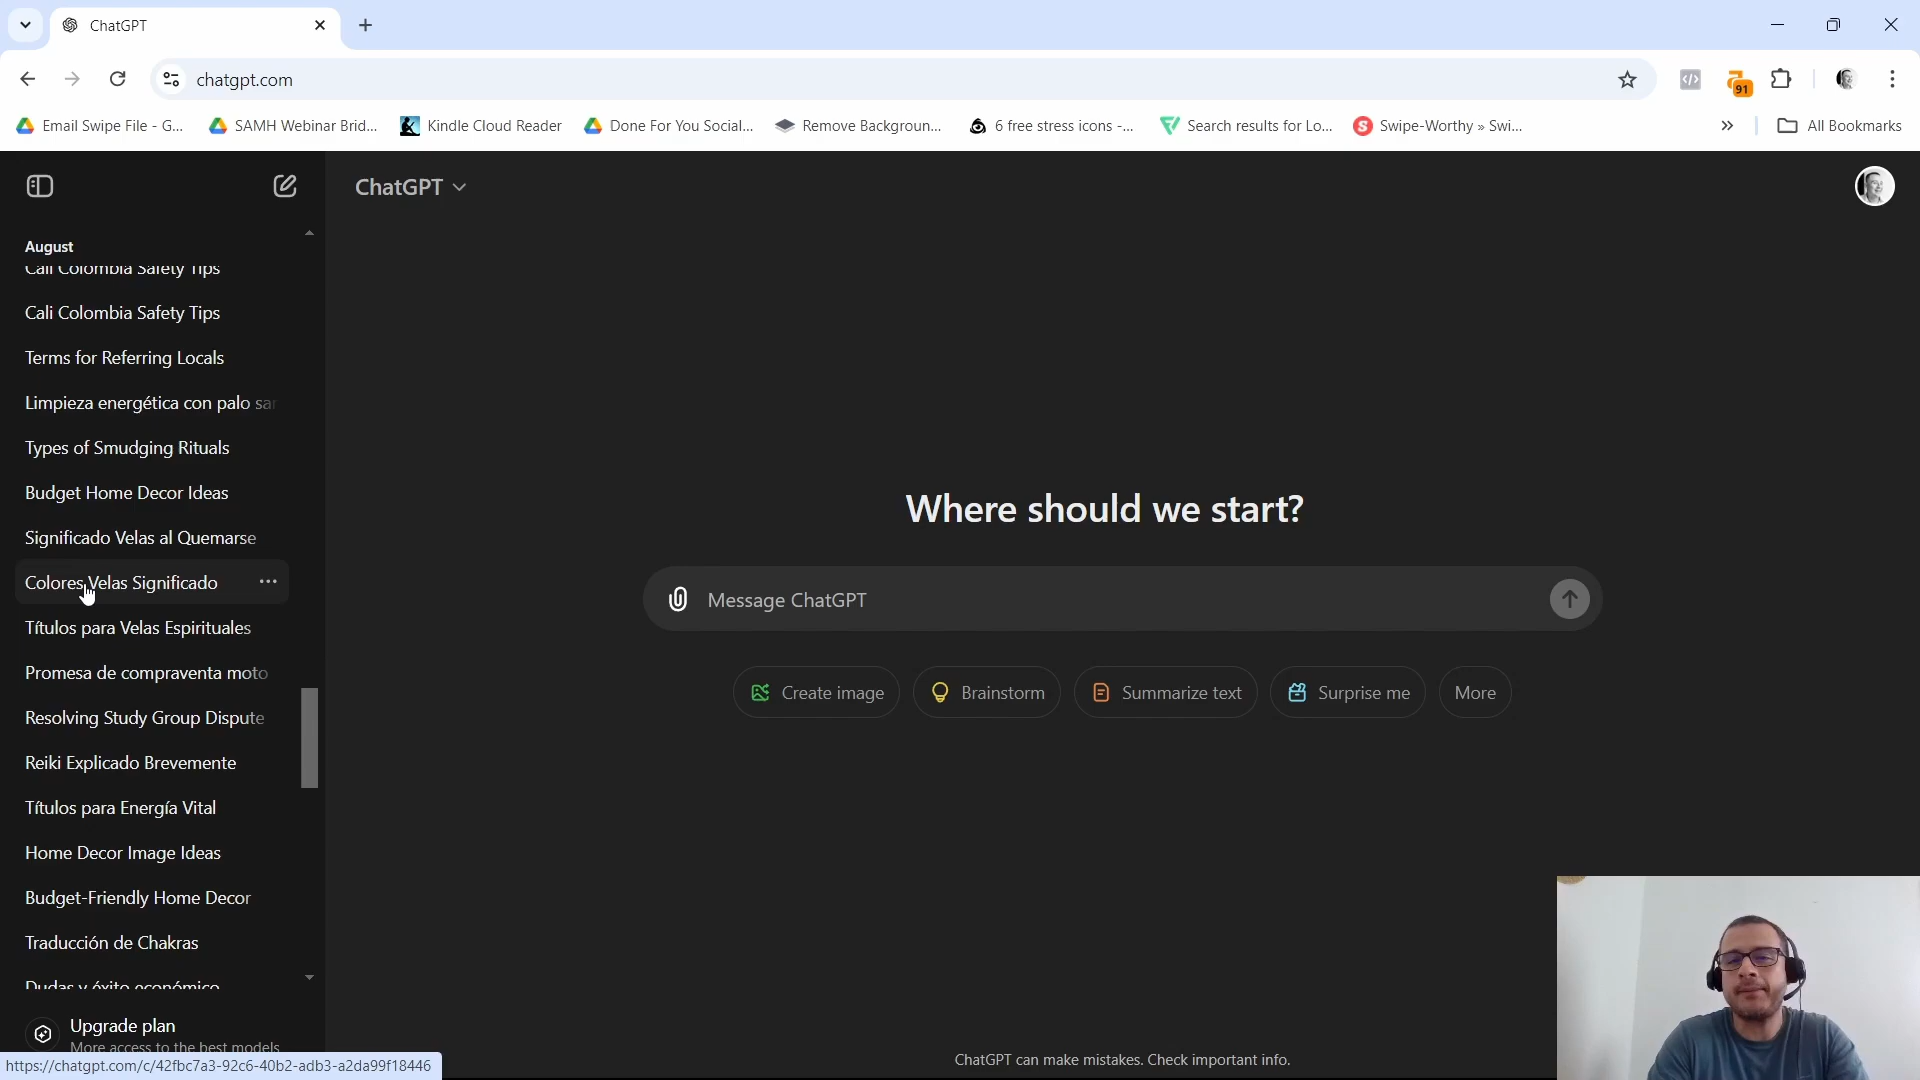 ChatGPT
chatgpt.com
91
Email Swipe File - G...
SAMH Webinar Brid...
Kindle Cloud Reader
Done For You Social...
Remove Backgroun...
6 free stress icons -...
Search results for Lo...
Swipe-Worthy » Swi...
All Bookmarks
ChatGPT
August
Cali Colombia Safety Tips
Cali Colombia Safety Tips
Terms for Referring Locals
Limpieza energética con palo sar
Types of Smudging Rituals
Budget Home Decor Ideas
Significado Velas al Quemarse
Colores Velas Significado
Títulos para Velas Espirituales
Promesa de compraventa moto
Resolving Study Group Dispute
Reiki Explicado Brevemente
Títulos para Energía Vital
Home Decor Image Ideas
Budget-Friendly Home Decor
Traducción de Chakras
Dudas y éxito económico
Upgrade plan
More access to the best models
https://chatgpt.com/c/42fbc7a3-92c6-40b2-adb3-a2da99f18446
Where should we start?
Message ChatGPT
Create image
Brainstorm
Summarize text
Surprise me
More
ChatGPT can make mistakes. Check important info.